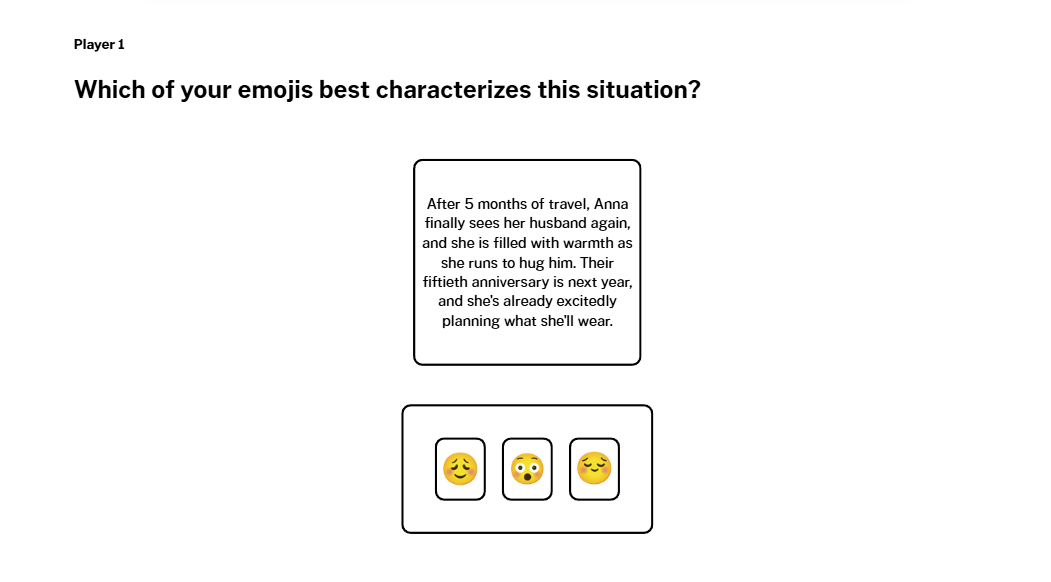 Player 1
Which of your emojis best characterizes this situation?
After 5 months of travel, Anna
finally sees her husband again,
and she is filled with warmth as
she runs to hug him. Their
fiftieth anniversary is next year,
and she's already excitedly
planning what she'll wear.